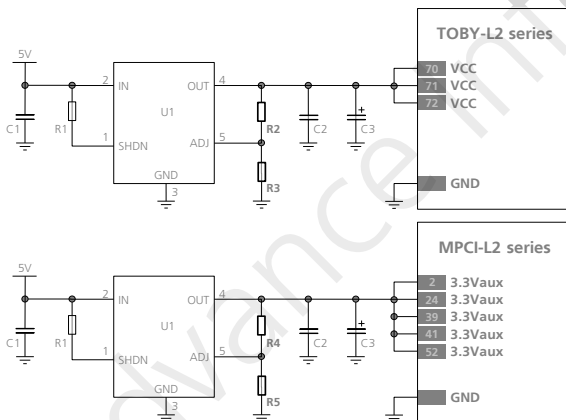 TOBY-L2 series
5V
2 IN OUT 4
70 VCC
71 VCC
72 VCC
U1
C1 R1 R2 C2 C3
1 SHDN ADJ 5
GND
3
R3
GND
MPCI-L2 series
5V
2 IN OUT 4
2 3.3Vaux
24 3.3Vaux
39 3.3Vaux
41 3.3Vaux
52 3.3Vaux
U1
C1 R1 R4 C2 C3
1 SHDN ADJ 5
GND
3
R5
GND